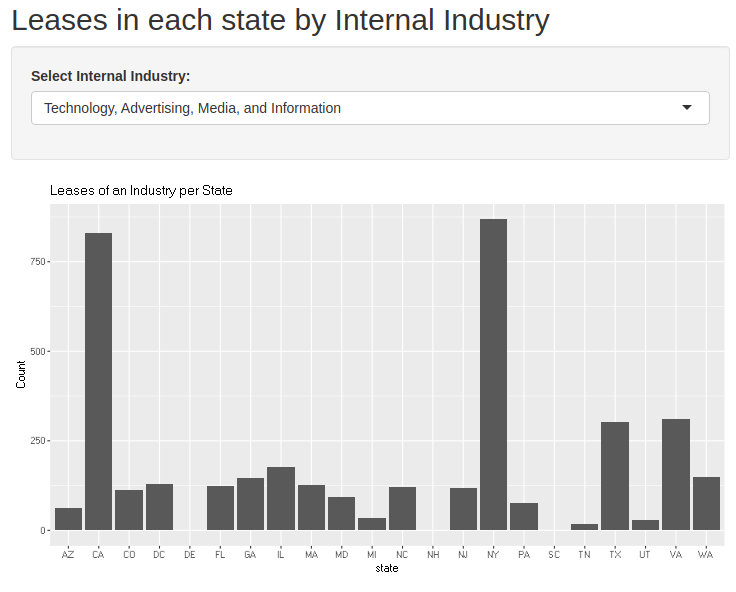 Leases in each state by Internal Industry
Select Internal Industry:
Technology, Advertising, Media, and Information
Leases of an Industry per State
750
500
250
0
Count
AZ CA CO DC DE FL GA IL MA MD MI NC NH NJ NY PA SC TN TX UT VA WA
state